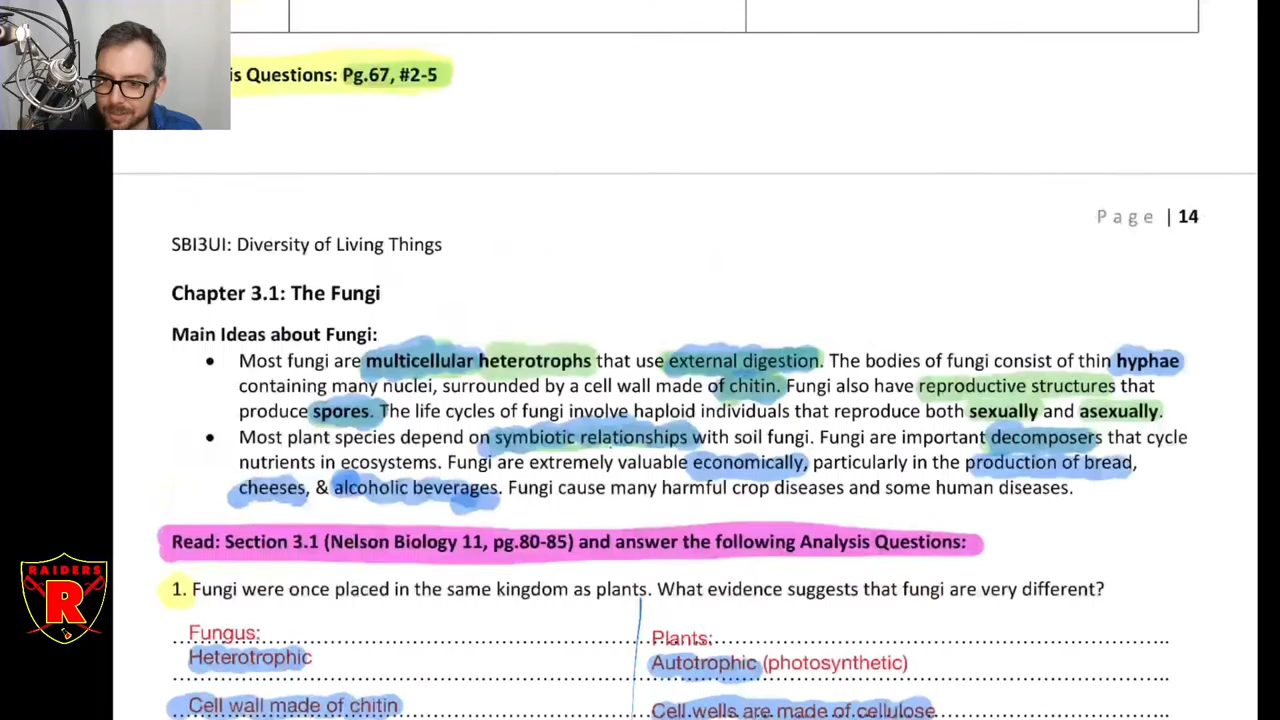 is Questions: Pg.67, #2-5
Page | 14
SBI3UI: Diversity of Living Things
Chapter 3.1: The Fungi
Main Ideas about Fungi:
• Most fungi are multicellular heterotrophs that use external digestion. The bodies of fungi consist of thin hyphae
containing many nuclei, surrounded by a cell wall made of chitin. Fungi also have reproductive structures that
produce spores. The life cycles of fungi involve haploid individuals that reproduce both sexually and asexually.
• Most plant species depend on symbiotic relationships with soil fungi. Fungi are important decomposers that cycle
nutrients in ecosystems. Fungi are extremely valuable economically, particularly in the production of bread,
cheeses, & alcoholic beverages. Fungi cause many harmful crop diseases and some human diseases.
Read: Section 3.1 (Nelson Biology 11, pg.80-85) and answer the following Analysis Questions:
1. Fungi were once placed in the same kingdom as plants. What evidence suggests that fungi are very different?
Fungus:
Plants:
Heterotrophic
Autotrophic (photosynthetic)
Cell wall made of chitin
Cell wells are made of cellulose
RAIDERS
R